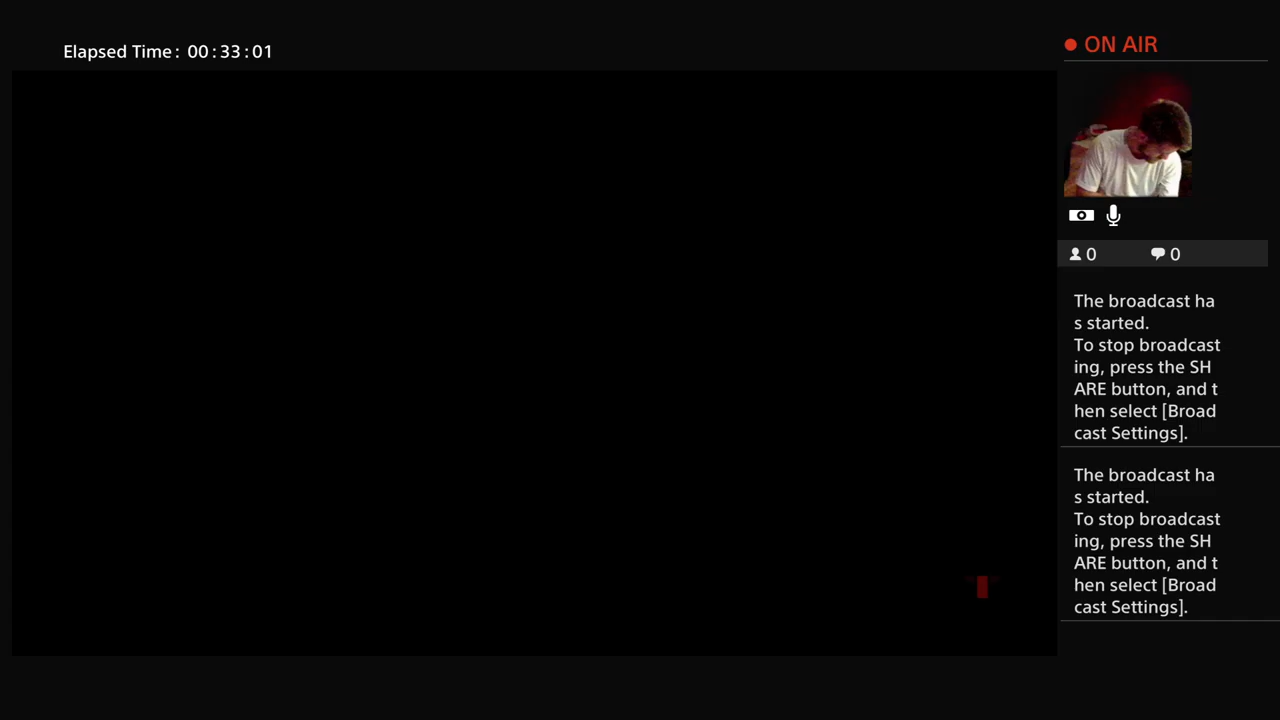 Elapsed Time: 00:33:01
ON AIR
0 0
The broadcast ha
s started.
To stop broadcast
ing, press the SH
ARE button, and t
hen select [Broad
cast Settings].
The broadcast ha
s started.
To stop broadcast
ing, press the SH
ARE button, and t
hen select [Broad
cast Settings].